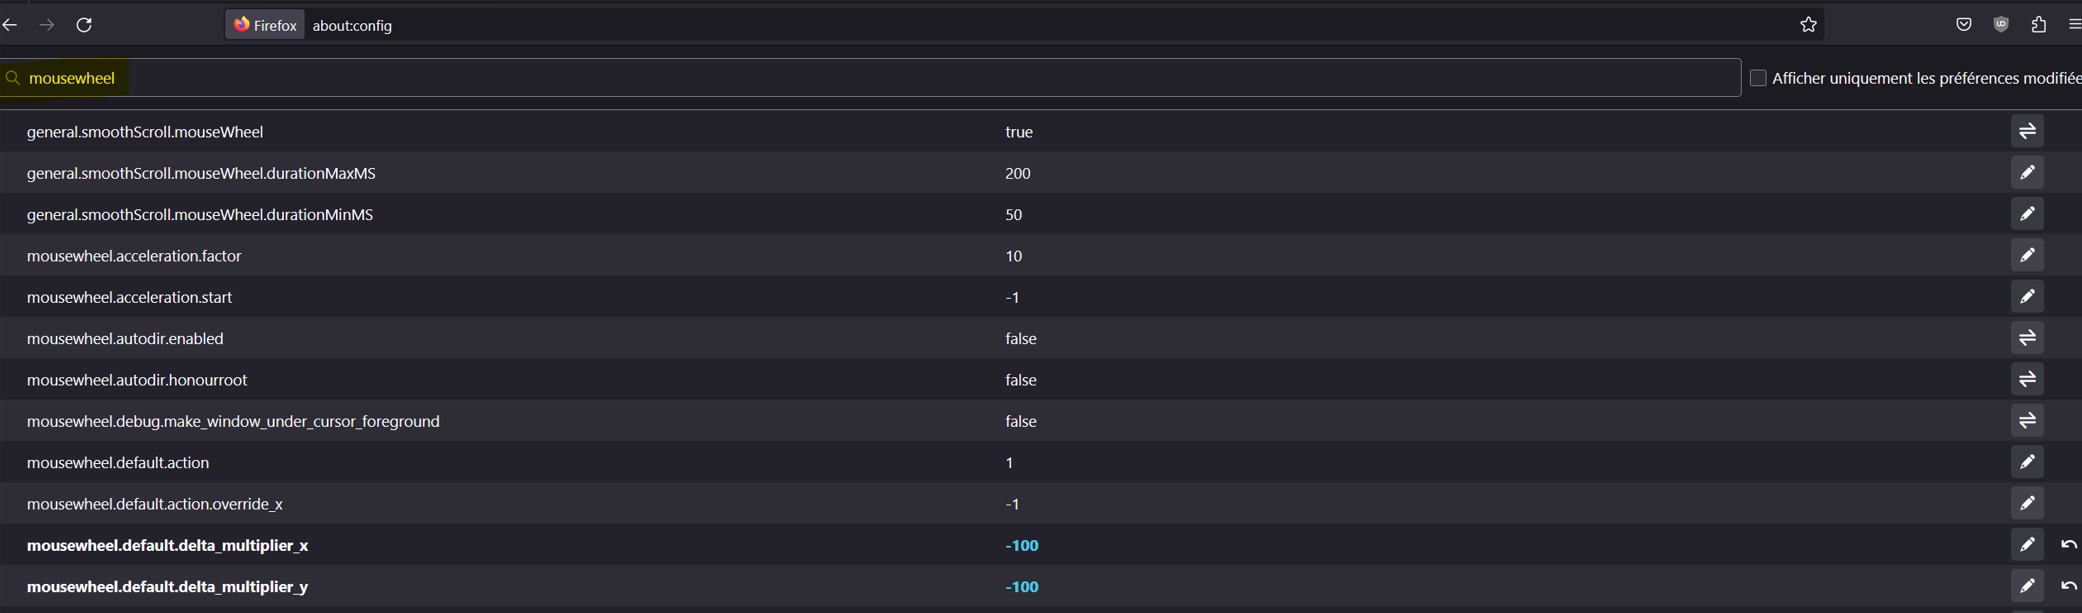 Firefox about:config
mousewheel
Afficher uniquement les préférences modifiée
general.smoothScroll.mouseWheel true
general.smoothScroll.mouseWheel.durationMaxMS 200
general.smoothScroll.mouseWheel.durationMinMS 50
mousewheel.acceleration.factor 10
mousewheel.acceleration.start -1
mousewheel.autodir.enabled false
mousewheel.autodir.honourroot false
mousewheel.debug.make_window_under_cursor_foreground false
mousewheel.default.action 1
mousewheel.default.action.override_x -1
mousewheel.default.delta_multiplier_x -100
mousewheel.default.delta_multiplier_y -100